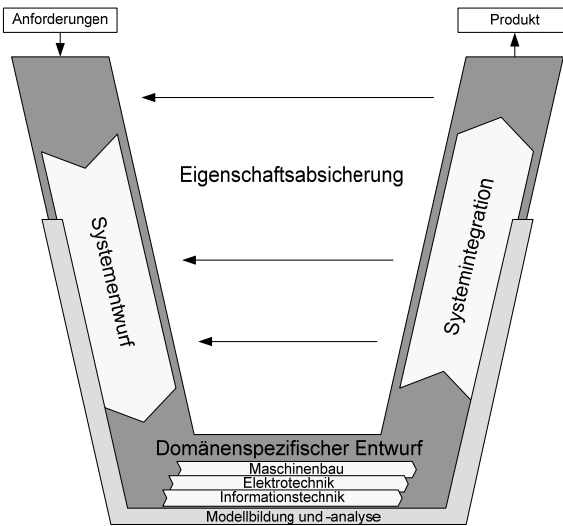 Anforderungen
Produkt
Eigenschaftsabsicherung
Systementwurf
Systemintegration
Domänenspezifischer Entwurf
Maschinenbau
Elektrotechnik
Informationstechnik
Modellbildung und -analyse